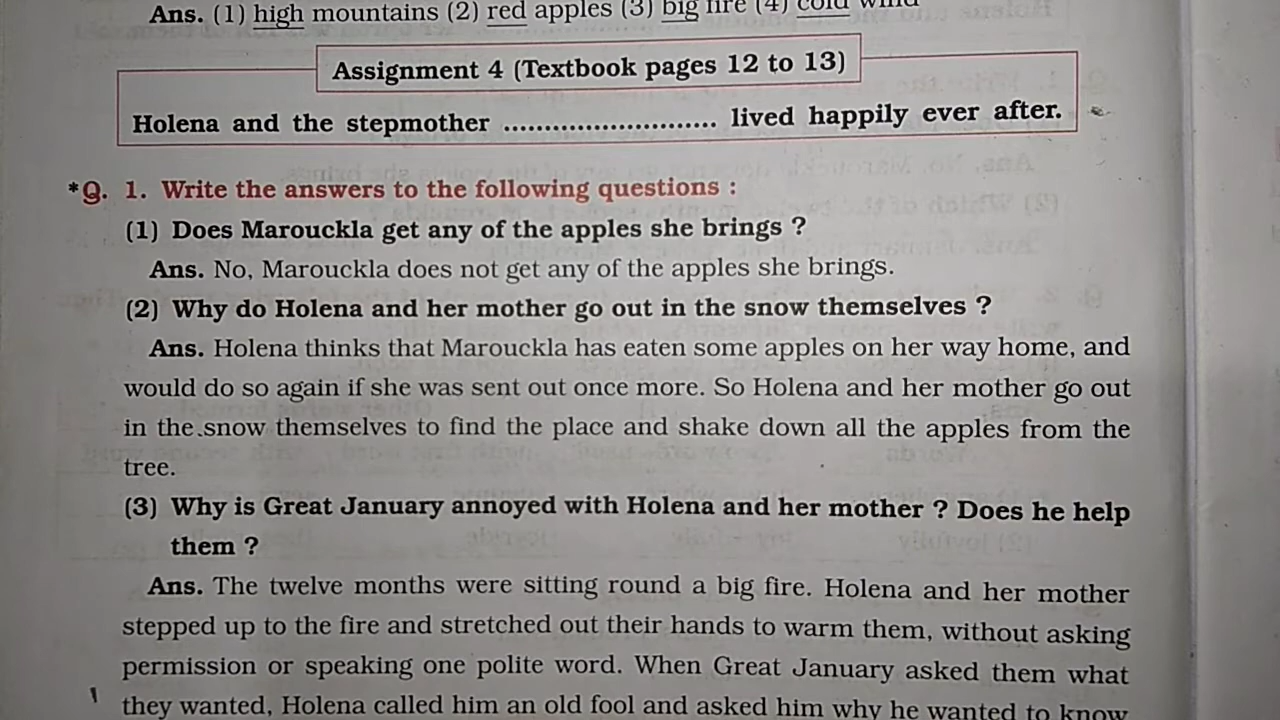 Ans. (1) high mountains (2) red apples (3) big fire (4) cold wind
Assignment 4 (Textbook pages 12 to 13)
Holena and the stepmother ........................... lived happily ever after.
*Q. 1. Write the answers to the following questions :
(1) Does Marouckla get any of the apples she brings ?
Ans. No, Marouckla does not get any of the apples she brings.
(2) Why do Holena and her mother go out in the snow themselves ?
Ans. Holena thinks that Marouckla has eaten some apples on her way home, and
would do so again if she was sent out once more. So Holena and her mother go out
in the snow themselves to find the place and shake down all the apples from the
tree.
(3) Why is Great January annoyed with Holena and her mother ? Does he help
them ?
Ans. The twelve months were sitting round a big fire. Holena and her mother
stepped up to the fire and stretched out their hands to warm them, without asking
permission or speaking one polite word. When Great January asked them what
they wanted, Holena called him an old fool and asked him why he wanted to know